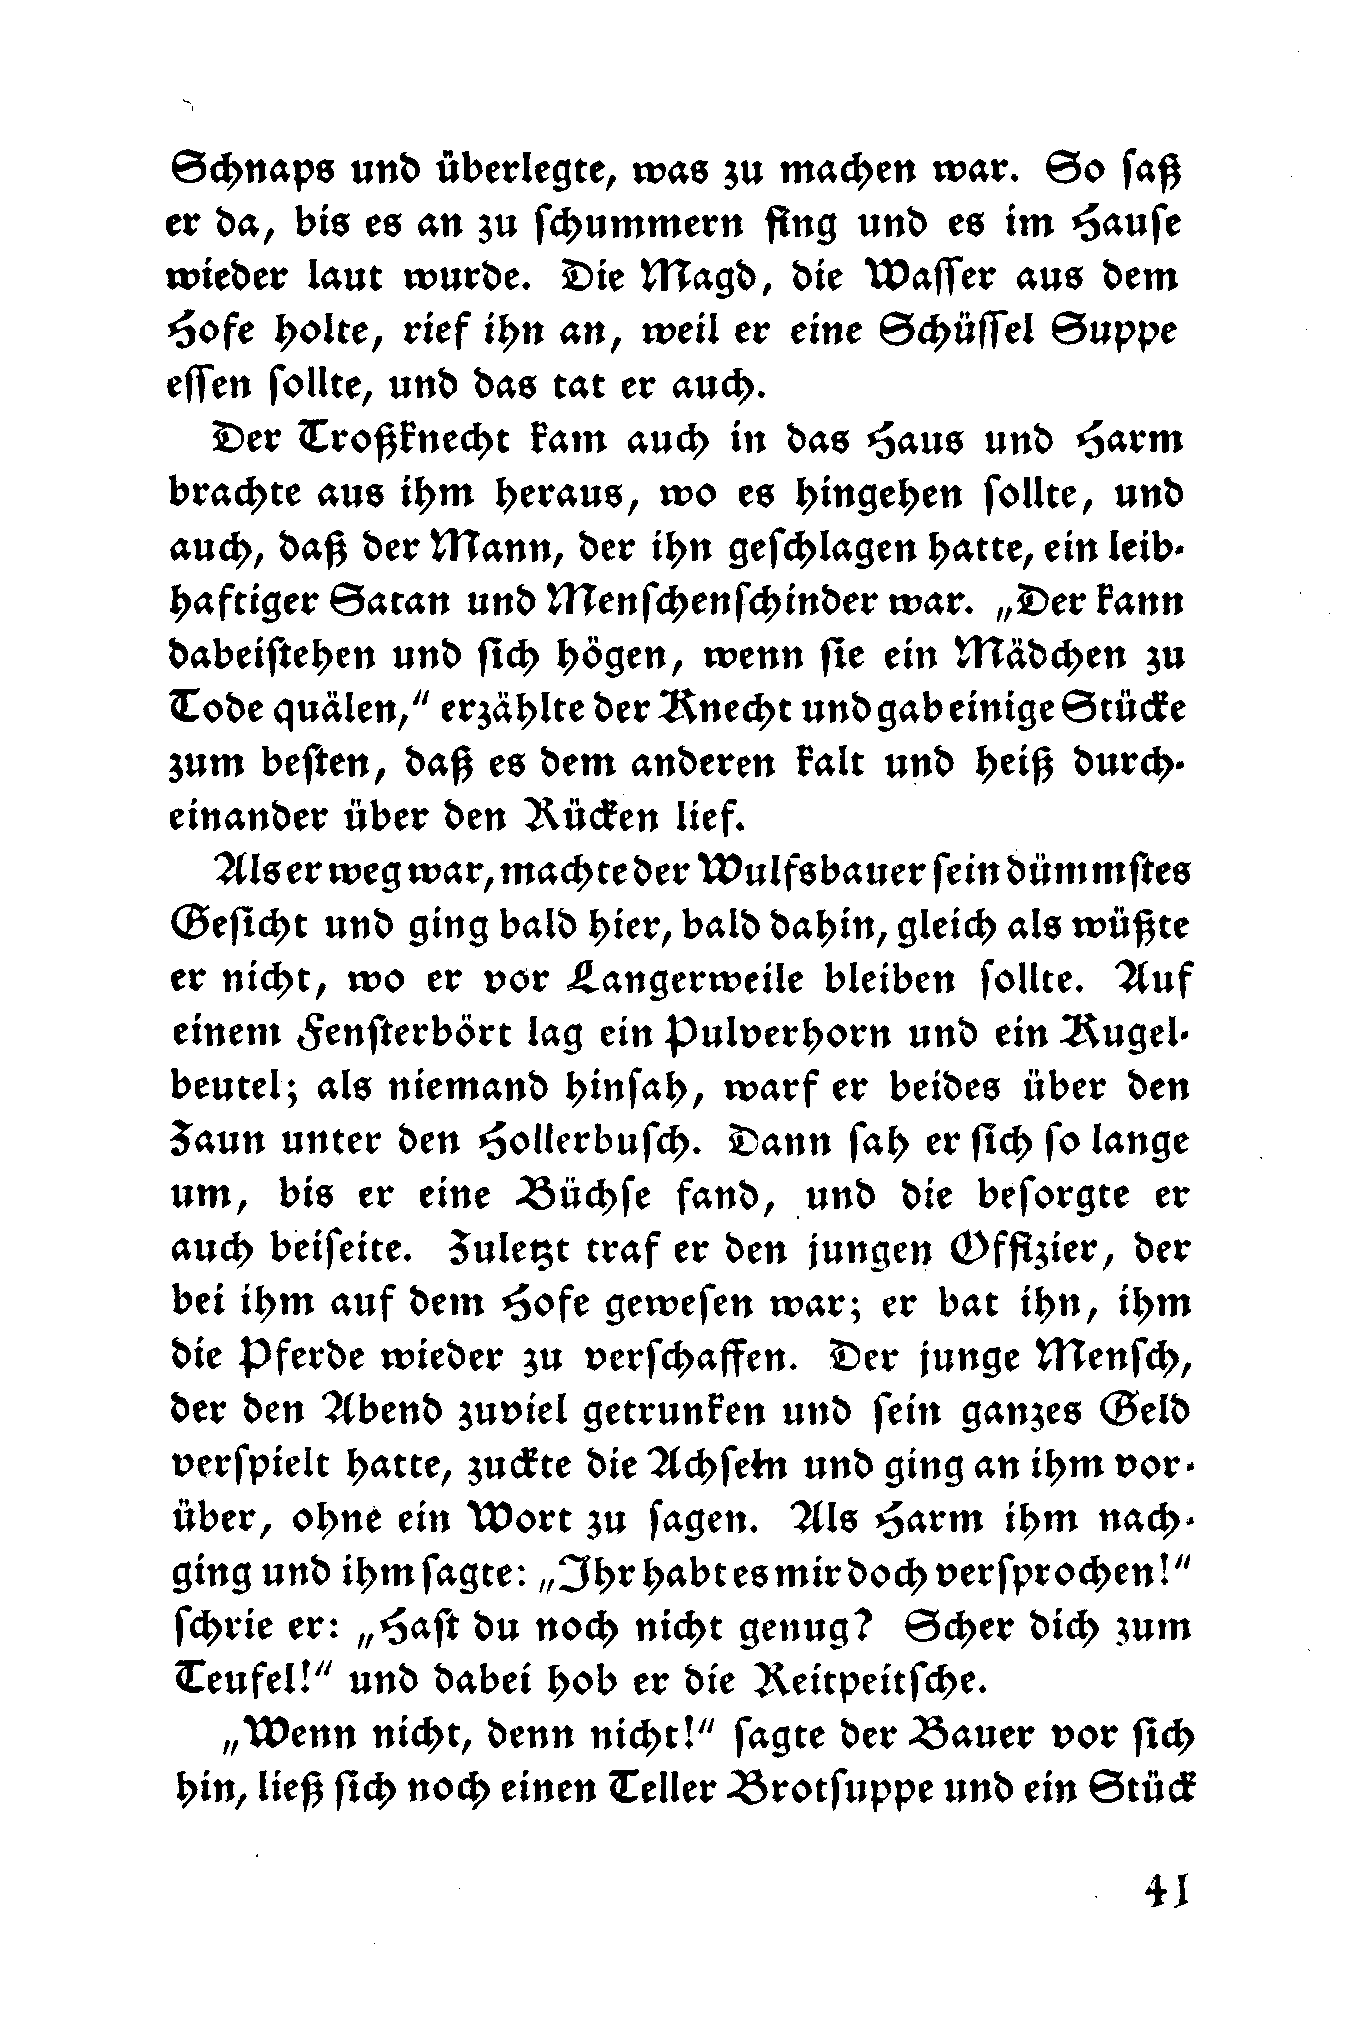 Schnaps und überlegte, was zu machen war. So saß
er da, bis es an zu schummern fing und es im Hause
wieder laut wurde. Die Magd, die Wasser aus dem
Hofe holte, rief ihn an, weil er eine Schüssel Suppe
essen sollte, und das tat er auch.
Der Troßknecht kam auch in das Haus und Harm
brachte aus ihm heraus, wo es hingehen sollte, und
auch, daß der Mann, der ihn geschlagen hatte, ein leib-
haftiger Satan und Menschenschinder war. „Der kann
dabeistehen und sich högen, wenn sie ein Mädchen zu
Tode quälen,“ erzählte der Knecht und gab einige Stücke
zum besten, daß es dem anderen kalt und heiß durch-
einander über den Rücken lief.
Als er weg war, machte der Wulfsbauer sein dümmstes
Gesicht und ging bald hier, bald dahin, gleich als wüßte
er nicht, wo er vor Langerweile bleiben sollte. Auf
einem Fensterbört lag ein Pulverhorn und ein Kugel-
beutel; als niemand hinsah, warf er beides über den
Zaun unter den Hollerbusch. Dann sah er sich so lange
um, bis er eine Büchse fand, und die besorgte er
auch beiseite. Zuletzt traf er den jungen Offizier, der
bei ihm auf dem Hofe gewesen war; er bat ihn, ihm
die Pferde wieder zu verschaffen. Der junge Mensch,
der den Abend zuviel getrunken und sein ganzes Geld
verspielt hatte, zuckte die Achseln und ging an ihm vor-
über, ohne ein Wort zu sagen. Als Harm ihm nach-
ging und ihm sagte: „Ihr habt es mir doch versprochen!“
schrie er: „Hast du noch nicht genug? Scher dich zum
Teufel!“ und dabei hob er die Reitpeitsche.
„Wenn nicht, denn nicht!“ sagte der Bauer vor sich
hin, ließ sich noch einen Teller Brotsuppe und ein Stück
41